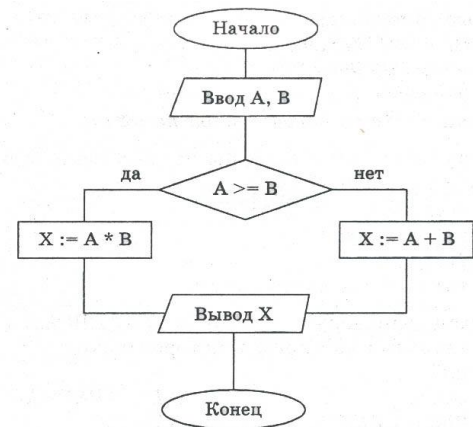 Начало
Ввод A, B
да
A >= B
нет
X := A * B
X := A + B
Вывод X
Конец